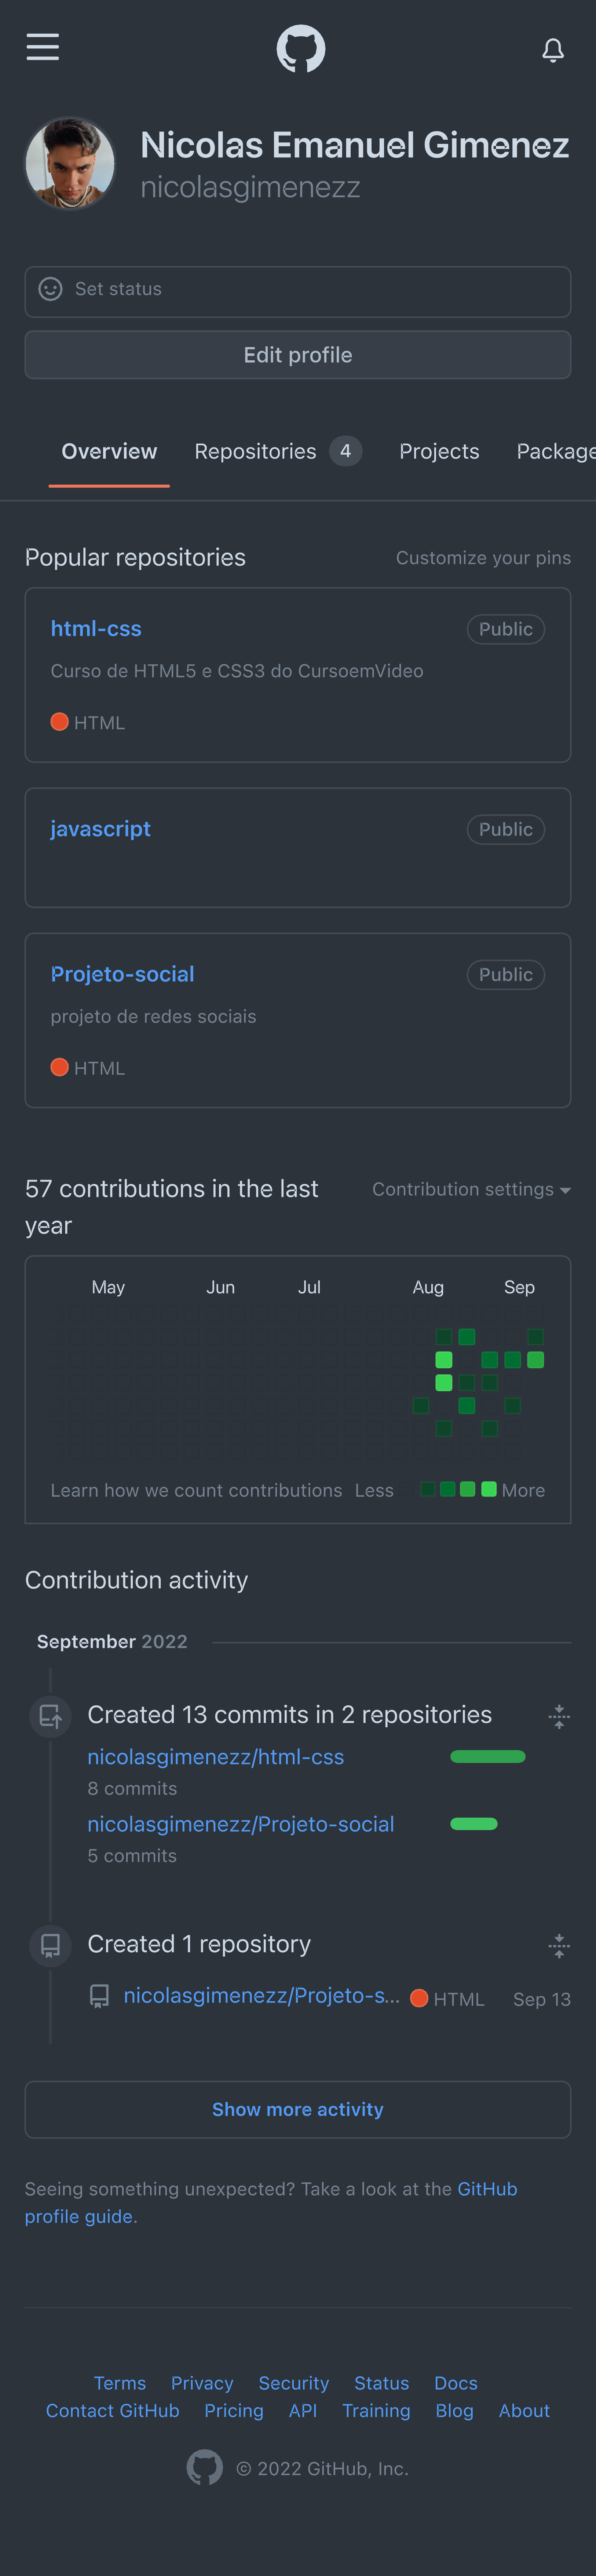 Nicolas Emanuel Gimenez
nicolasgimenezz
Set status
Edit profile
Overview Repositories 4 Projects Package
Popular repositories Customize your pins
html-css Public
Curso de HTML5 e CSS3 do CursoemVideo
HTML
javascript Public
Projeto-social Public
projeto de redes sociais
HTML
57 contributions in the last Contribution settings
year
May Jun Jul Aug Sep
Learn how we count contributions Less More
Contribution activity
September 2022
Created 13 commits in 2 repositories
nicolasgimenezz/html-css
8 commits
nicolasgimenezz/Projeto-social
5 commits
Created 1 repository
nicolasgimenezz/Projeto-s... HTML Sep 13
Show more activity
Seeing something unexpected? Take a look at the GitHub
profile guide.
Terms Privacy Security Status Docs
Contact GitHub Pricing API Training Blog About
© 2022 GitHub, Inc.